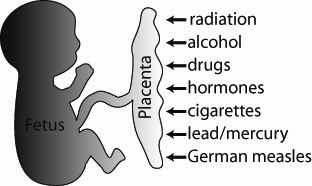 radiation
alcohol
drugs
hormones
cigarettes
lead/mercury
German measles
Fetus
Placenta